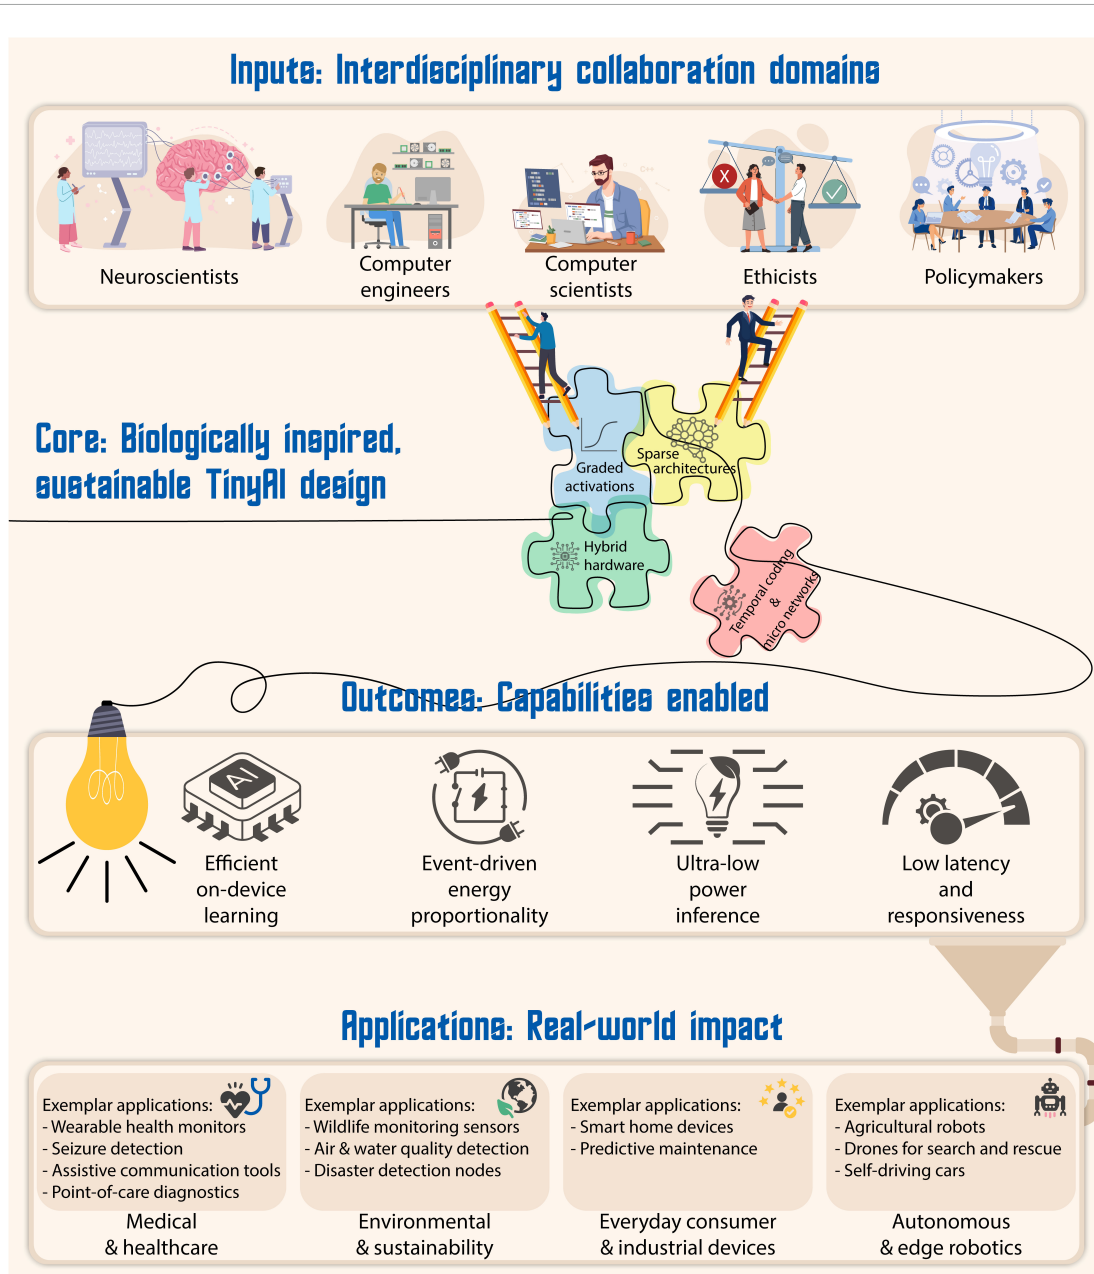 Inputs: Interdisciplinary collaboration domains
X
C++
Neuroscientists
Computer
engineers
Computer
scientists
Ethicists
Policymakers
Core: Biologically inspired,
sustainable TinyAI design
Graded
activations
Sparse
architectures
Hybrid
hardware
Temporal coding
&
micro networks
Outcomes: Capabilities enabled
AI
Efficient
on-device
learning
Event-driven
energy
proportionality
Ultra-low
power
inference
Low latency
and
responsiveness
Applications: Real-world impact
Exemplar applications:
- Wearable health monitors
- Seizure detection
- Assistive communication tools
- Point-of-care diagnostics
Medical
& healthcare
Exemplar applications:
- Wildlife monitoring sensors
- Air & water quality detection
- Disaster detection nodes
Environmental
& sustainability
Exemplar applications:
- Smart home devices
- Predictive maintenance
Everyday consumer
& industrial devices
Exemplar applications:
- Agricultural robots
- Drones for search and rescue
- Self-driving cars
Autonomous
& edge robotics